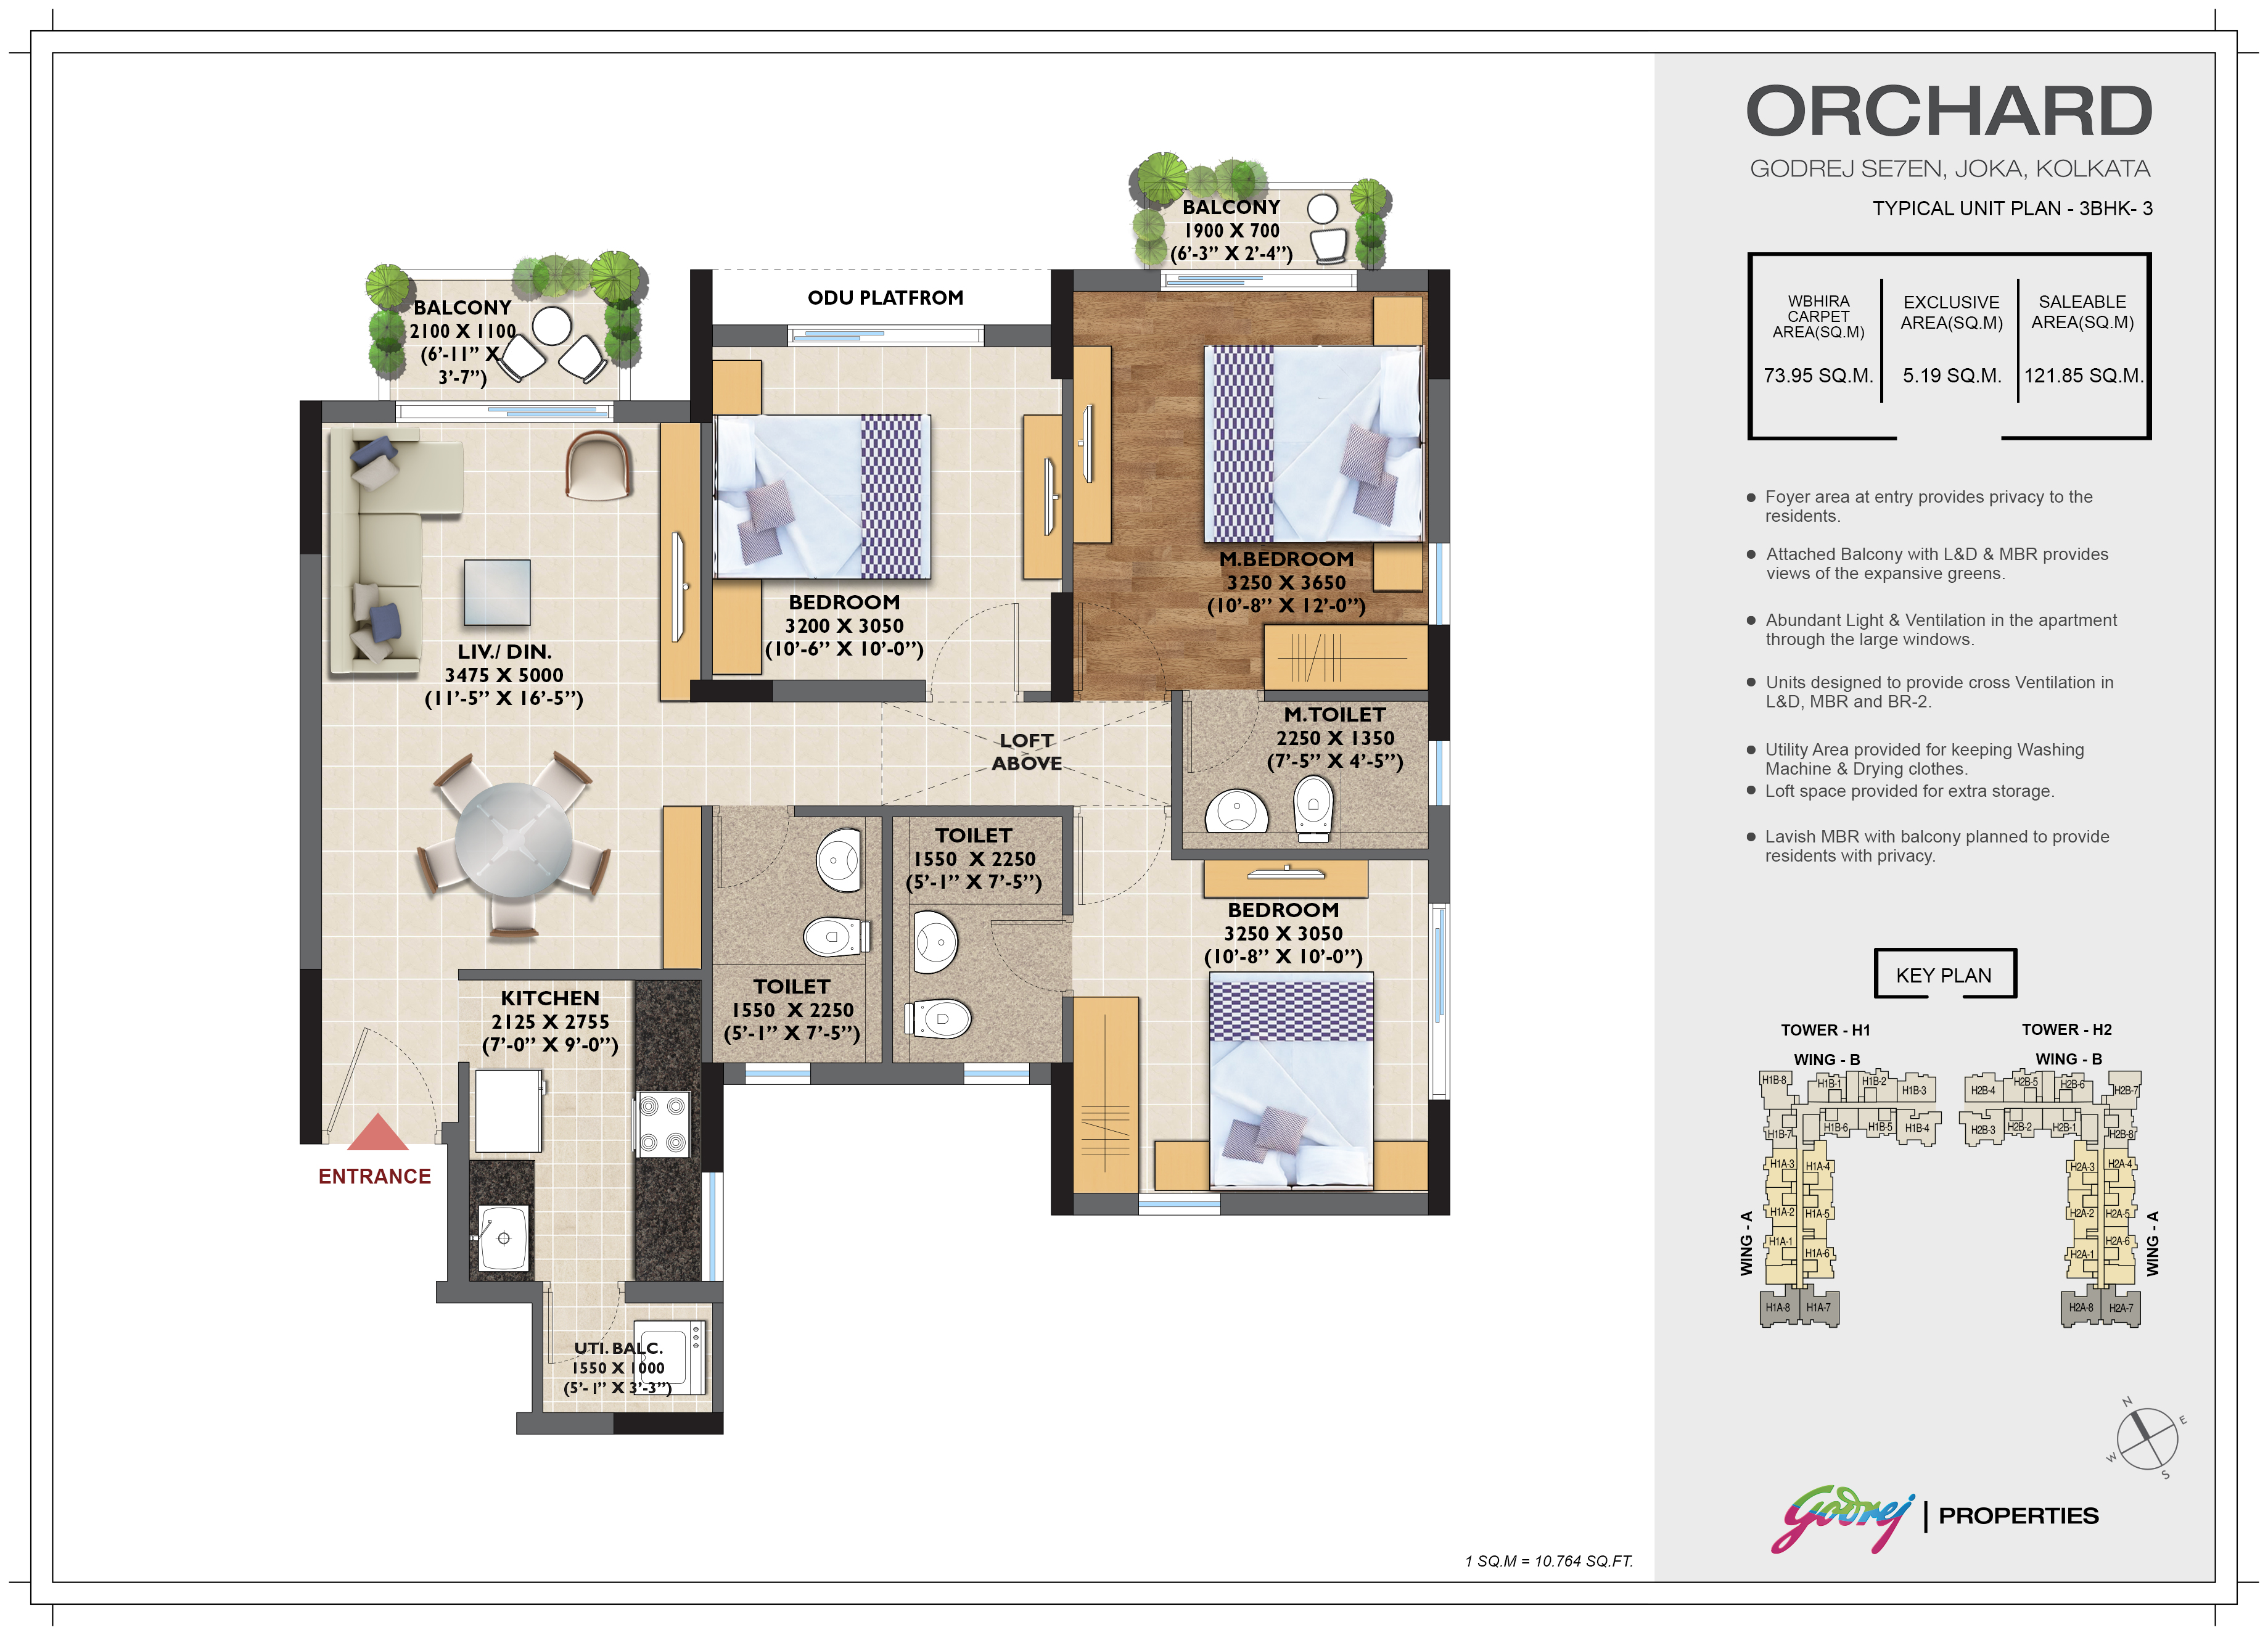 ORCHARD
GODREJ SE7EN, JOKA, KOLKATA
TYPICAL UNIT PLAN - 3BHK- 3
WBHIRA
CARPET
AREA(SQ.M)
73.95 SQ.M.
EXCLUSIVE
AREA(SQ.M)
5.19 SQ.M.
SALEABLE
AREA(SQ.M)
121.85 SQ.M.
Foyer area at entry provides privacy to the
residents.
Attached Balcony with L&D & MBR provides
views of the expansive greens.
Abundant Light & Ventilation in the apartment
through the large windows.
Units designed to provide cross Ventilation in
L&D, MBR and BR-2.
Utility Area provided for keeping Washing
Machine & Drying clothes.
Loft space provided for extra storage.
Lavish MBR with balcony planned to provide
residents with privacy.
BALCONY
1900 X 700
(6'-3" X 2'-4")
BALCONY
2100 X 1100
(6'-11" X
3'-7")
ODU PLATFROM
M.BEDROOM
3250 X 3650
(10'-8" X 12'-0")
BEDROOM
3200 X 3050
(10'-6" X 10'-0")
LIV./ DIN.
3475 X 5000
(11'-5" X 16'-5")
LOFT
ABOVE
M.TOILET
2250 X 1350
(7'-5" X 4'-5")
TOILET
1550 X 2250
(5'-1" X 7'-5")
BEDROOM
3250 X 3050
(10'-8" X 10'-0")
TOILET
1550 X 2250
(5'-1" X 7'-5")
KITCHEN
2125 X 2755
(7'-0" X 9'-0")
ENTRANCE
UTI. BALC.
1550 X 1000
(5'- 1" X 3'-3")
KEY PLAN
TOWER - H1
WING - B
H1B-8
H1B-1
H1B-2
H1B-3
H1B-7
H1B-6
H1B-5
H1B-4
H1A-3
H1A-4
H1A-2
H1A-5
H1A-1
H1A-6
H1A-8
H1A-7
WING - A
TOWER - H2
WING - B
H2B-4
H2B-5
H2B-6
H2B-7
H2B-3
H2B-2
H2B-1
H2B-8
H2A-3
H2A-4
H2A-2
H2A-5
H2A-1
H2A-6
H2A-8
H2A-7
WING - A
N
E
W
S
Godrej | PROPERTIES
1 SQ.M = 10.764 SQ.FT.